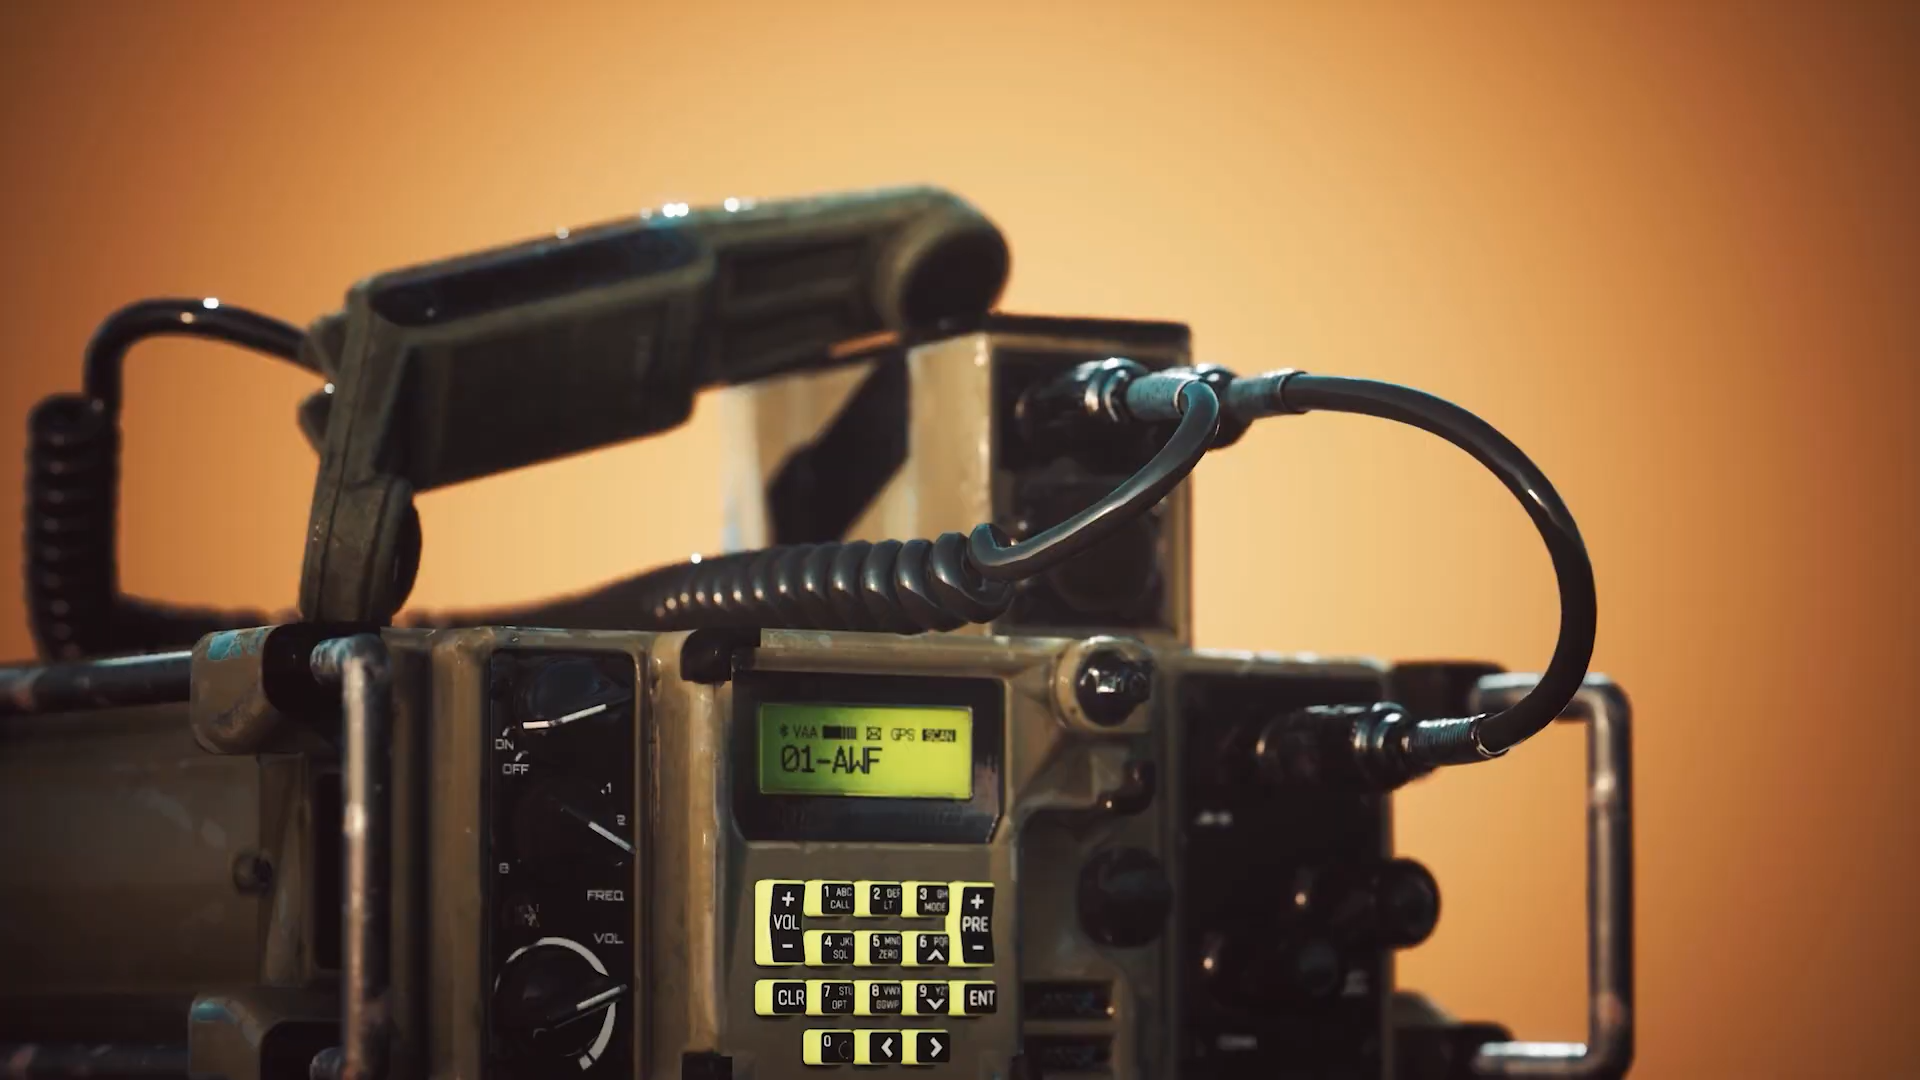 VAA GPS SCAN
01-AWF
ON
OFF
.1
2
FREQ
VOL
+
VOL
-
1 ABC
CALL
2 DEF
LT
3 GH
MODE
+
PRE
-
4 JKL
SQL
5 MNO
ZERO
6 PQR
CLR
7 STU
OPT
8 VWX
9 YZ
ENT
0